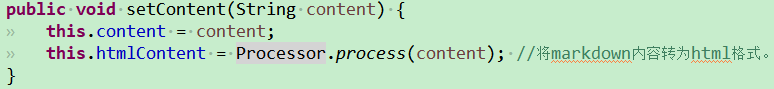 public void setContent(String content) {
    this.content = content;
    this.htmlContent = Processor.process(content); //将markdown内容转为html格式。
}